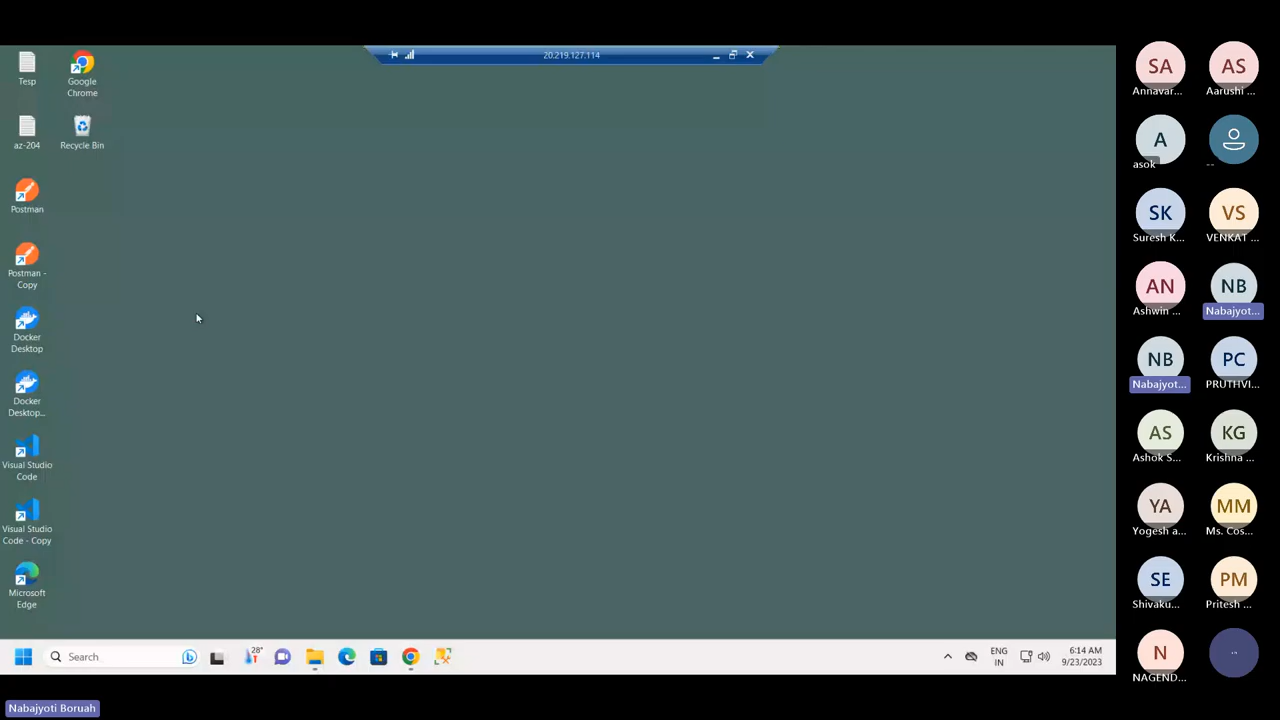 20.219.127.114
Tesp
Google
Chrome
az-204
Recycle Bin
Postman
Postman -
Copy
Docker
Desktop
Docker
Desktop...
Visual Studio
Code
Visual Studio
Code - Copy
Microsoft
Edge
Search
28°
ENG
IN
6:14 AM
9/23/2023
SA
Annavar...
AS
Aarushi ...
A
asok
--
SK
Suresh K...
VS
VENKAT ...
AN
Ashwin ...
NB
Nabajyot...
NB
Nabajyot...
PC
PRUTHVI...
AS
Ashok S...
KG
Krishna ...
YA
Yogesh a...
MM
Ms. Cos...
SE
Shivaku...
PM
Pritesh ...
N
NAGEND...
Nabajyoti Boruah